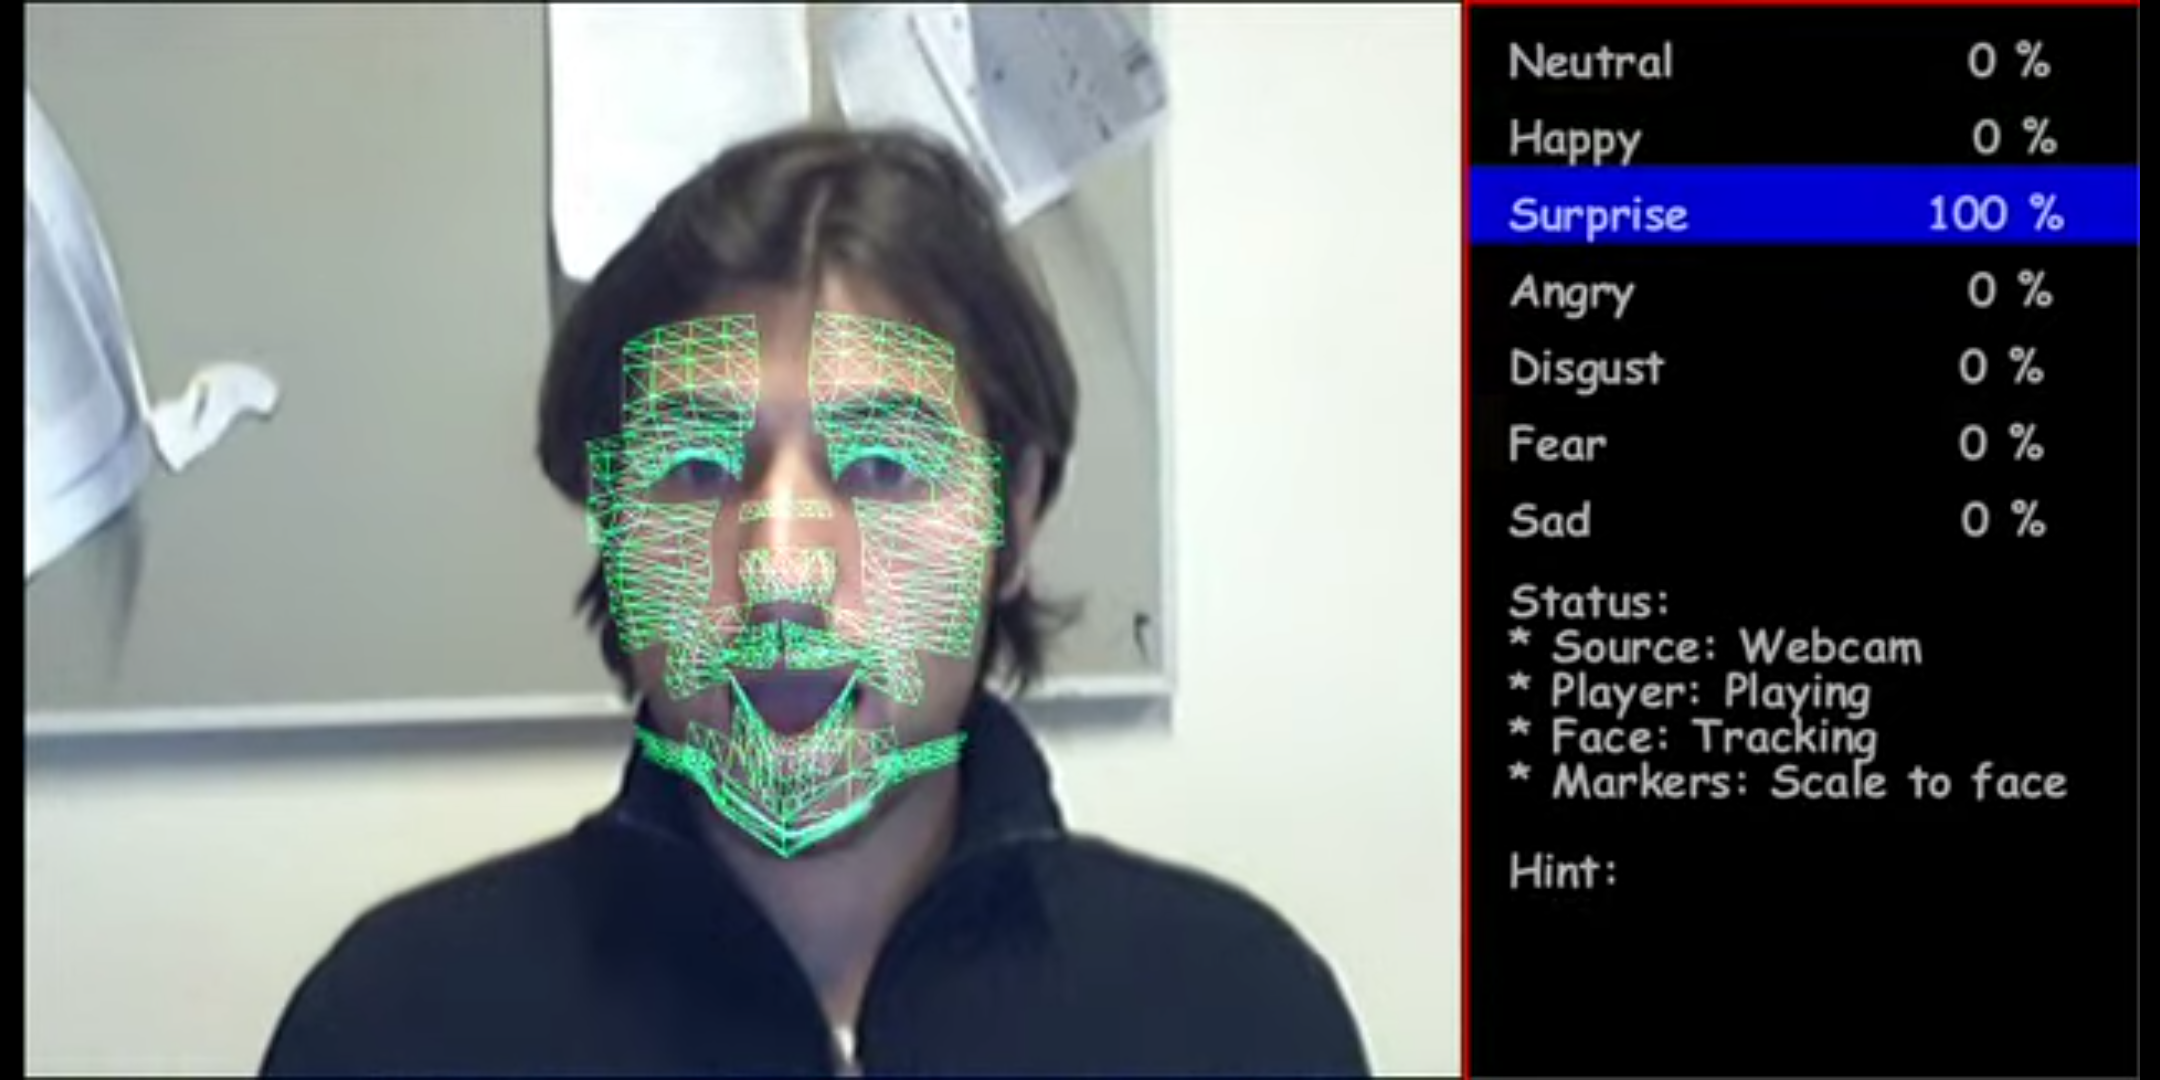 Neutral 0 %
Happy 0 %
Surprise 100 %
Angry 0 %
Disgust 0 %
Fear 0 %
Sad 0 %
Status:
* Source: Webcam
* Player: Playing
* Face: Tracking
* Markers: Scale to face
Hint: